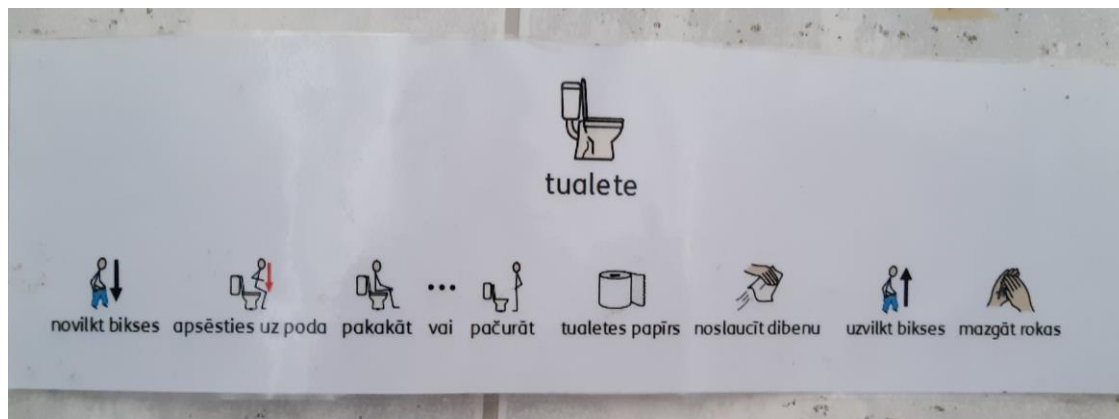 tualete
novilkt bikses apsēsties uz poda pakakāt vai pačurāt tualetes papīrs noslaucīt dibenu uzvilkt bikses mazgāt rokas